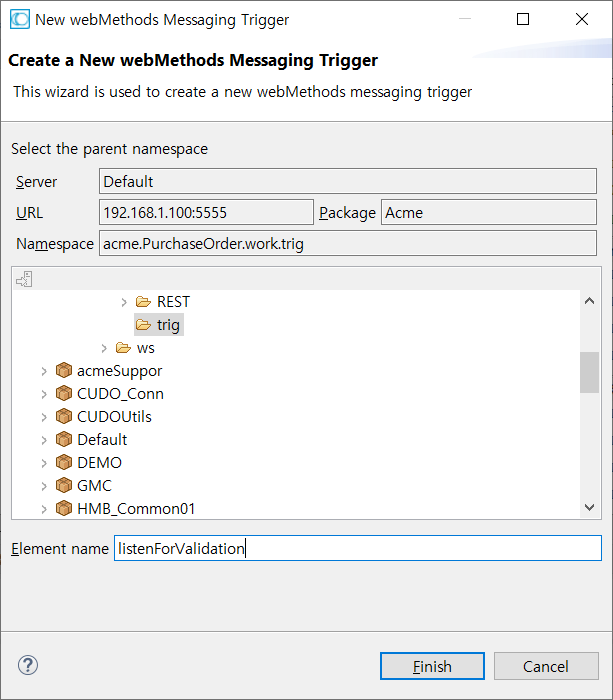 New webMethods Messaging Trigger
Create a New webMethods Messaging Trigger
This wizard is used to create a new webMethods messaging trigger
Select the parent namespace
Server Default
URL 192.168.1.100:5555 Package Acme
Namespace acme.PurchaseOrder.work.trig
REST
trig
ws
acmeSuppor
CUDO_Conn
CUDOUtils
Default
DEMO
GMC
HMB_Common01
Element name listenForValidation
? Finish Cancel